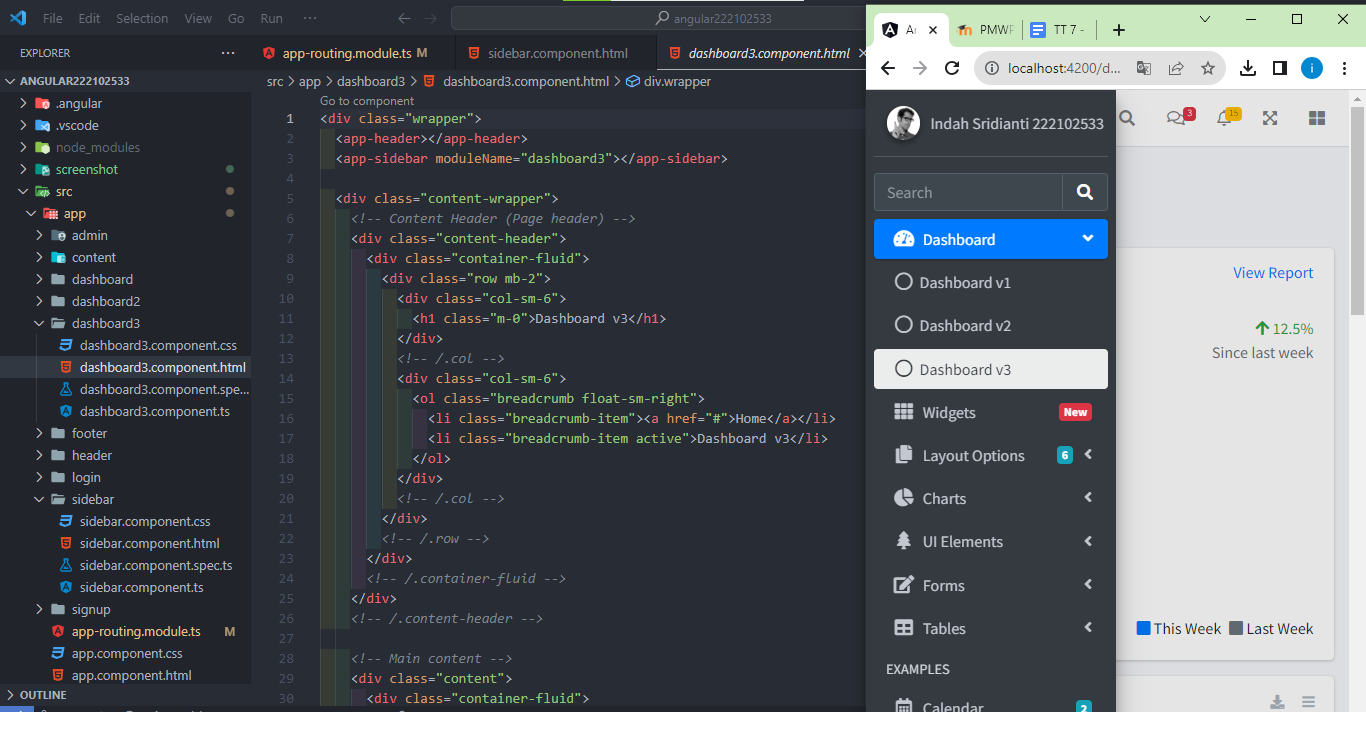 File Edit Selection View Go Run ··· angular222102533
EXPLORER ···
ANGULAR222102533
.angular
.vscode
node_modules
screenshot
src
app
admin
content
dashboard
dashboard2
dashboard3
dashboard3.component.css
dashboard3.component.html
dashboard3.component.spe...
dashboard3.component.ts
footer
header
login
sidebar
sidebar.component.css
sidebar.component.html
sidebar.component.spec.ts
sidebar.component.ts
signup
app-routing.module.ts M
app.component.css
app.component.html
OUTLINE
app-routing.module.ts M sidebar.component.html dashboard3.component.html
src > app > dashboard3 > dashboard3.component.html > div.wrapper
Go to component
1 <div class="wrapper">
2 <app-header></app-header>
3 <app-sidebar moduleName="dashboard3"></app-sidebar>
4
5 <div class="content-wrapper">
6 <!-- Content Header (Page header) -->
7 <div class="content-header">
8 <div class="container-fluid">
9 <div class="row mb-2">
10 <div class="col-sm-6">
11 <h1 class="m-0">Dashboard v3</h1>
12 </div>
13 <!-- /.col -->
14 <div class="col-sm-6">
15 <ol class="breadcrumb float-sm-right">
16 <li class="breadcrumb-item"><a href="#">Home</a></li>
17 <li class="breadcrumb-item active">Dashboard v3</li>
18 </ol>
19 </div>
20 <!-- /.col -->
21 </div>
22 <!-- /.row -->
23 </div>
24 <!-- /.container-fluid -->
25 </div>
26 <!-- /.content-header -->
27
28 <!-- Main content -->
29 <div class="content">
30 <div class="container-fluid">
PMWF TT 7 -
localhost:4200/d... i
Indah Sridianti 222102533
3 15
Search
Dashboard
Dashboard v1
Dashboard v2
Dashboard v3
Widgets New
Layout Options 6
Charts
UI Elements
Forms
Tables
EXAMPLES
Calendar 2
View Report
12.5%
Since last week
This Week Last Week